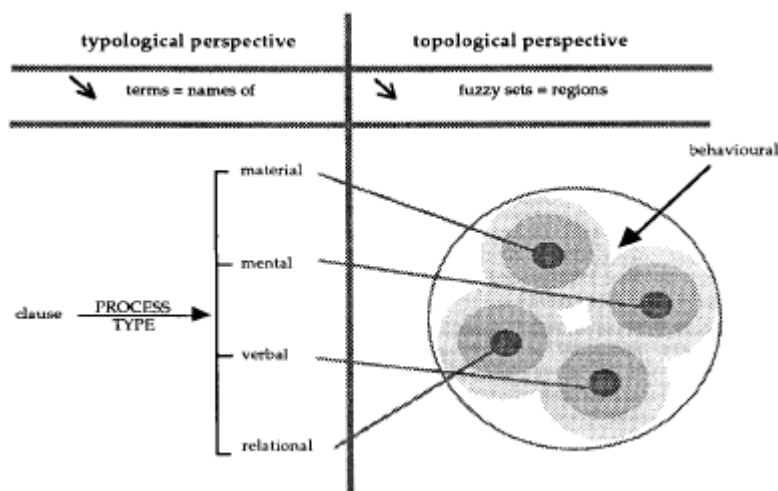 typological perspective
topological perspective
terms = names of
fuzzy sets = regions
behavioural
material
mental
clause
PROCESS
TYPE
verbal
relational